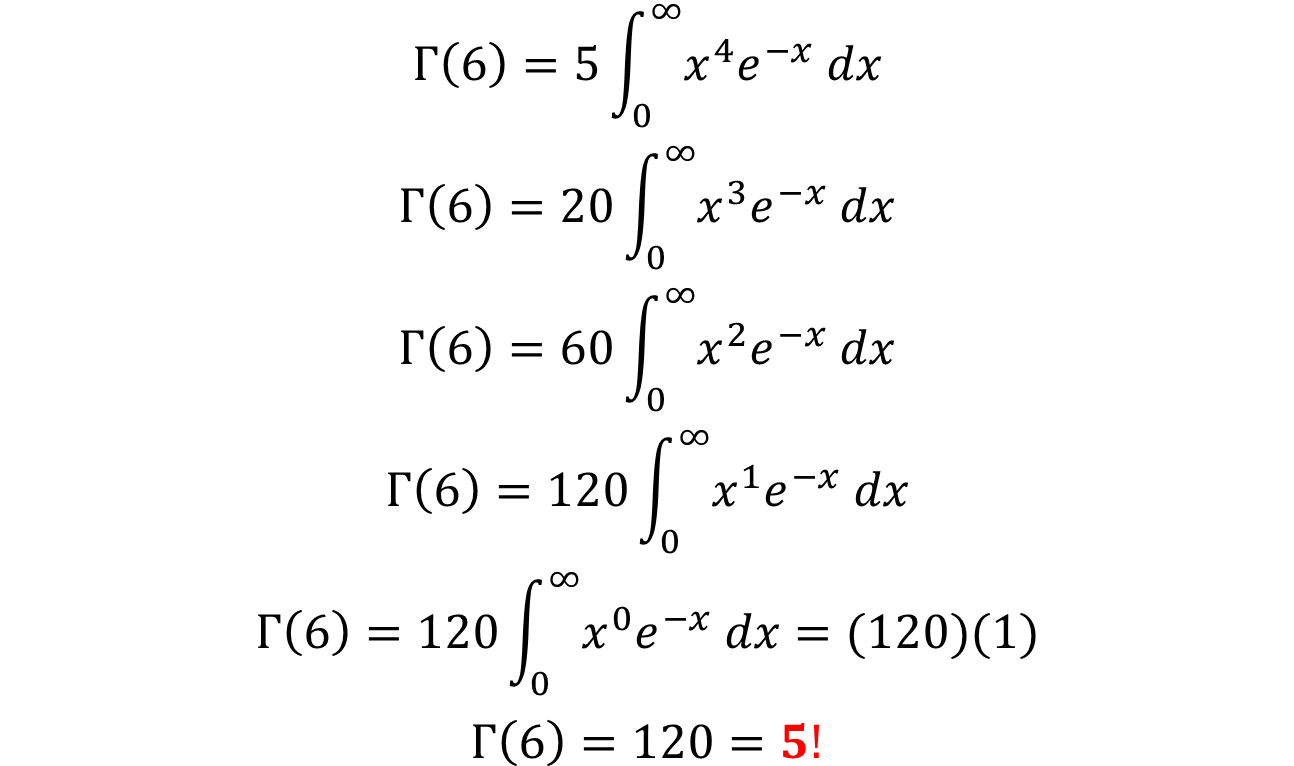 Γ(6) = 5 ∫₀^∞ x⁴e⁻ˣ dx
Γ(6) = 20 ∫₀^∞ x³e⁻ˣ dx
Γ(6) = 60 ∫₀^∞ x²e⁻ˣ dx
Γ(6) = 120 ∫₀^∞ x¹e⁻ˣ dx
Γ(6) = 120 ∫₀^∞ x⁰e⁻ˣ dx = (120)(1)
Γ(6) = 120 = 5!